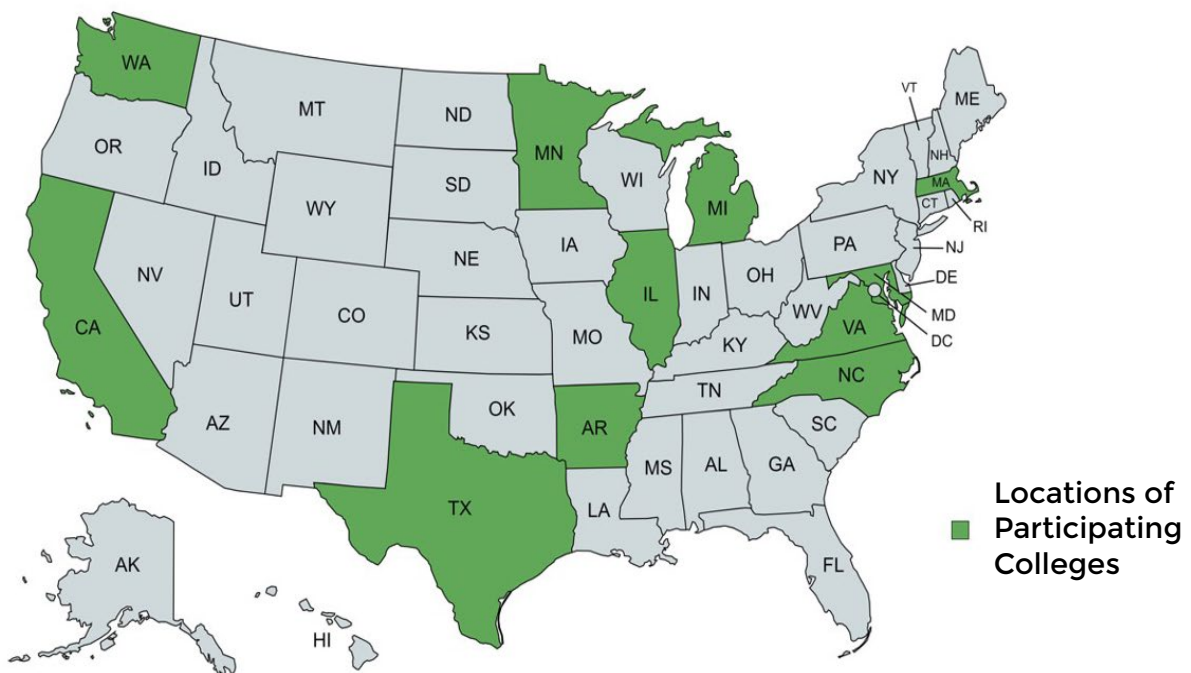 WA
MT
ND
MN
VT
ME
OR
ID
SD
WI
NH
NY
MA
WY
MI
CT
RI
IA
PA
NJ
NV
NE
OH
DE
UT
IL
IN
CO
WV
MD
CA
KS
MO
VA
DC
KY
NC
TN
AZ
NM
OK
AR
SC
MS
AL
GA
TX
LA
AK
FL
HI
Locations of
Participating
Colleges